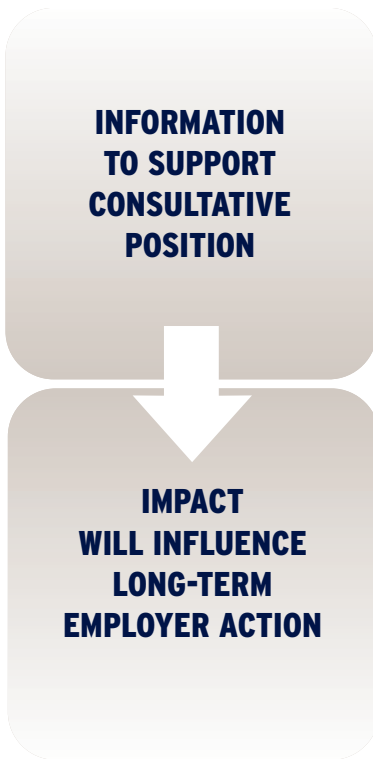 INFORMATION
TO SUPPORT
CONSULTATIVE
POSITION
IMPACT
WILL INFLUENCE
LONG-TERM
EMPLOYER ACTION